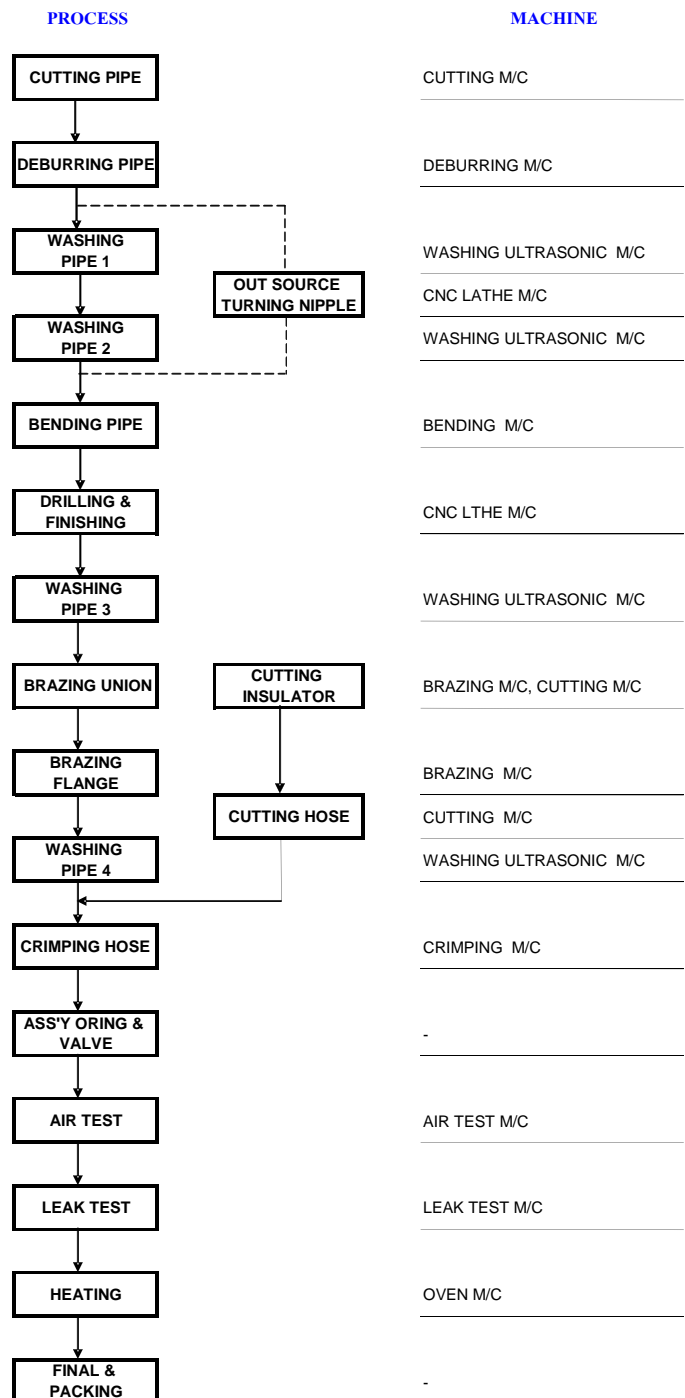 PROCESS MACHINE
CUTTING PIPE CUTTING M/C
DEBURRING PIPE DEBURRING M/C
WASHING
PIPE 1
WASHING ULTRASONIC M/C
OUT SOURCE
TURNING NIPPLE
CNC LATHE M/C
WASHING
PIPE 2
WASHING ULTRASONIC M/C
BENDING PIPE BENDING M/C
DRILLING &
FINISHING
CNC LTHE M/C
WASHING
PIPE 3
WASHING ULTRASONIC M/C
BRAZING UNION
CUTTING
INSULATOR
BRAZING M/C, CUTTING M/C
BRAZING
FLANGE
BRAZING M/C
CUTTING HOSE CUTTING M/C
WASHING
PIPE 4
WASHING ULTRASONIC M/C
CRIMPING HOSE CRIMPING M/C
ASS'Y ORING &
VALVE
-
AIR TEST AIR TEST M/C
LEAK TEST LEAK TEST M/C
HEATING OVEN M/C
FINAL &
PACKING
-